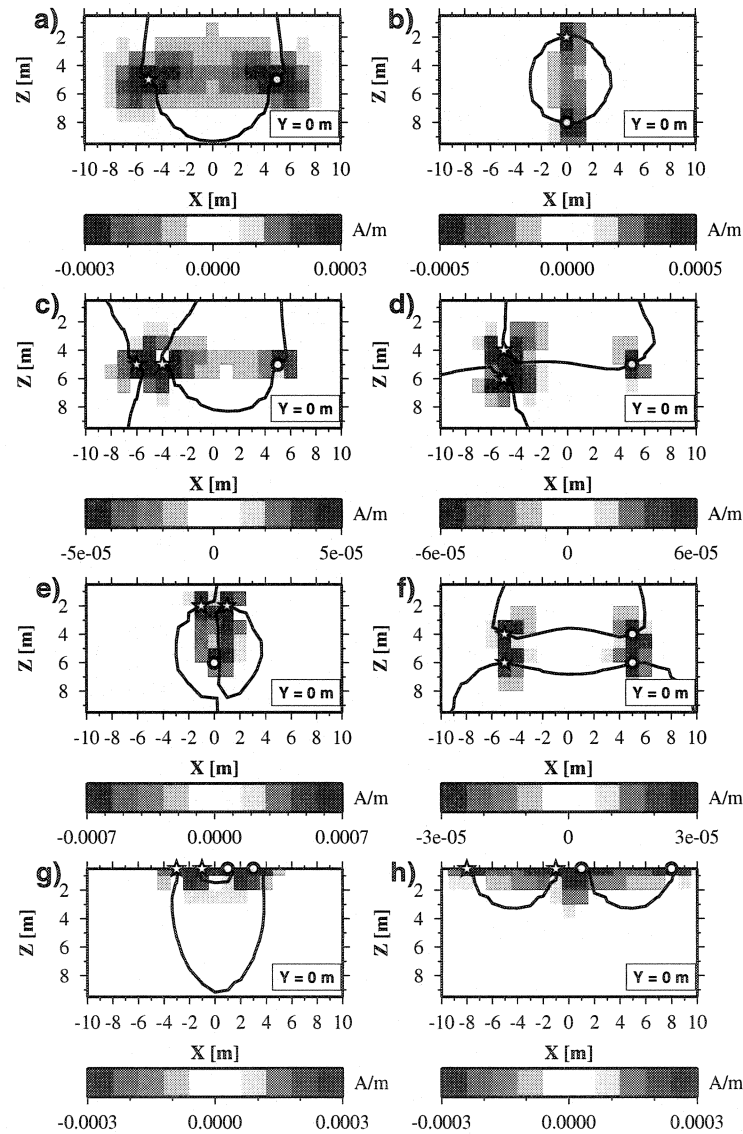 a)
2
4
6
8
Z [m]
Y = 0 m
-10 -8 -6 -4 -2 0 2 4 6 8 10
X [m]
A/m
-0.0003 0.0000 0.0003
b)
2
4
6
8
Z [m]
Y = 0 m
-10 -8 -6 -4 -2 0 2 4 6 8 10
X [m]
A/m
-0.0005 0.0000 0.0005
c)
2
4
6
8
Z [m]
Y = 0 m
-10 -8 -6 -4 -2 0 2 4 6 8 10
X [m]
A/m
-5e-05 0 5e-05
d)
2
4
6
8
Z [m]
Y = 0 m
-10 -8 -6 -4 -2 0 2 4 6 8 10
X [m]
A/m
-6e-05 0 6e-05
e)
2
4
6
8
Z [m]
Y = 0 m
-10 -8 -6 -4 -2 0 2 4 6 8 10
X [m]
A/m
-0.0007 0.0000 0.0007
f)
2
4
6
8
Z [m]
Y = 0 m
-10 -8 -6 -4 -2 0 2 4 6 8 10
X [m]
A/m
-3e-05 0 3e-05
g)
2
4
6
8
Z [m]
Y = 0 m
-10 -8 -6 -4 -2 0 2 4 6 8 10
X [m]
A/m
-0.0003 0.0000 0.0003
h)
2
4
6
8
Z [m]
Y = 0 m
-10 -8 -6 -4 -2 0 2 4 6 8 10
X [m]
A/m
-0.0003 0.0000 0.0003